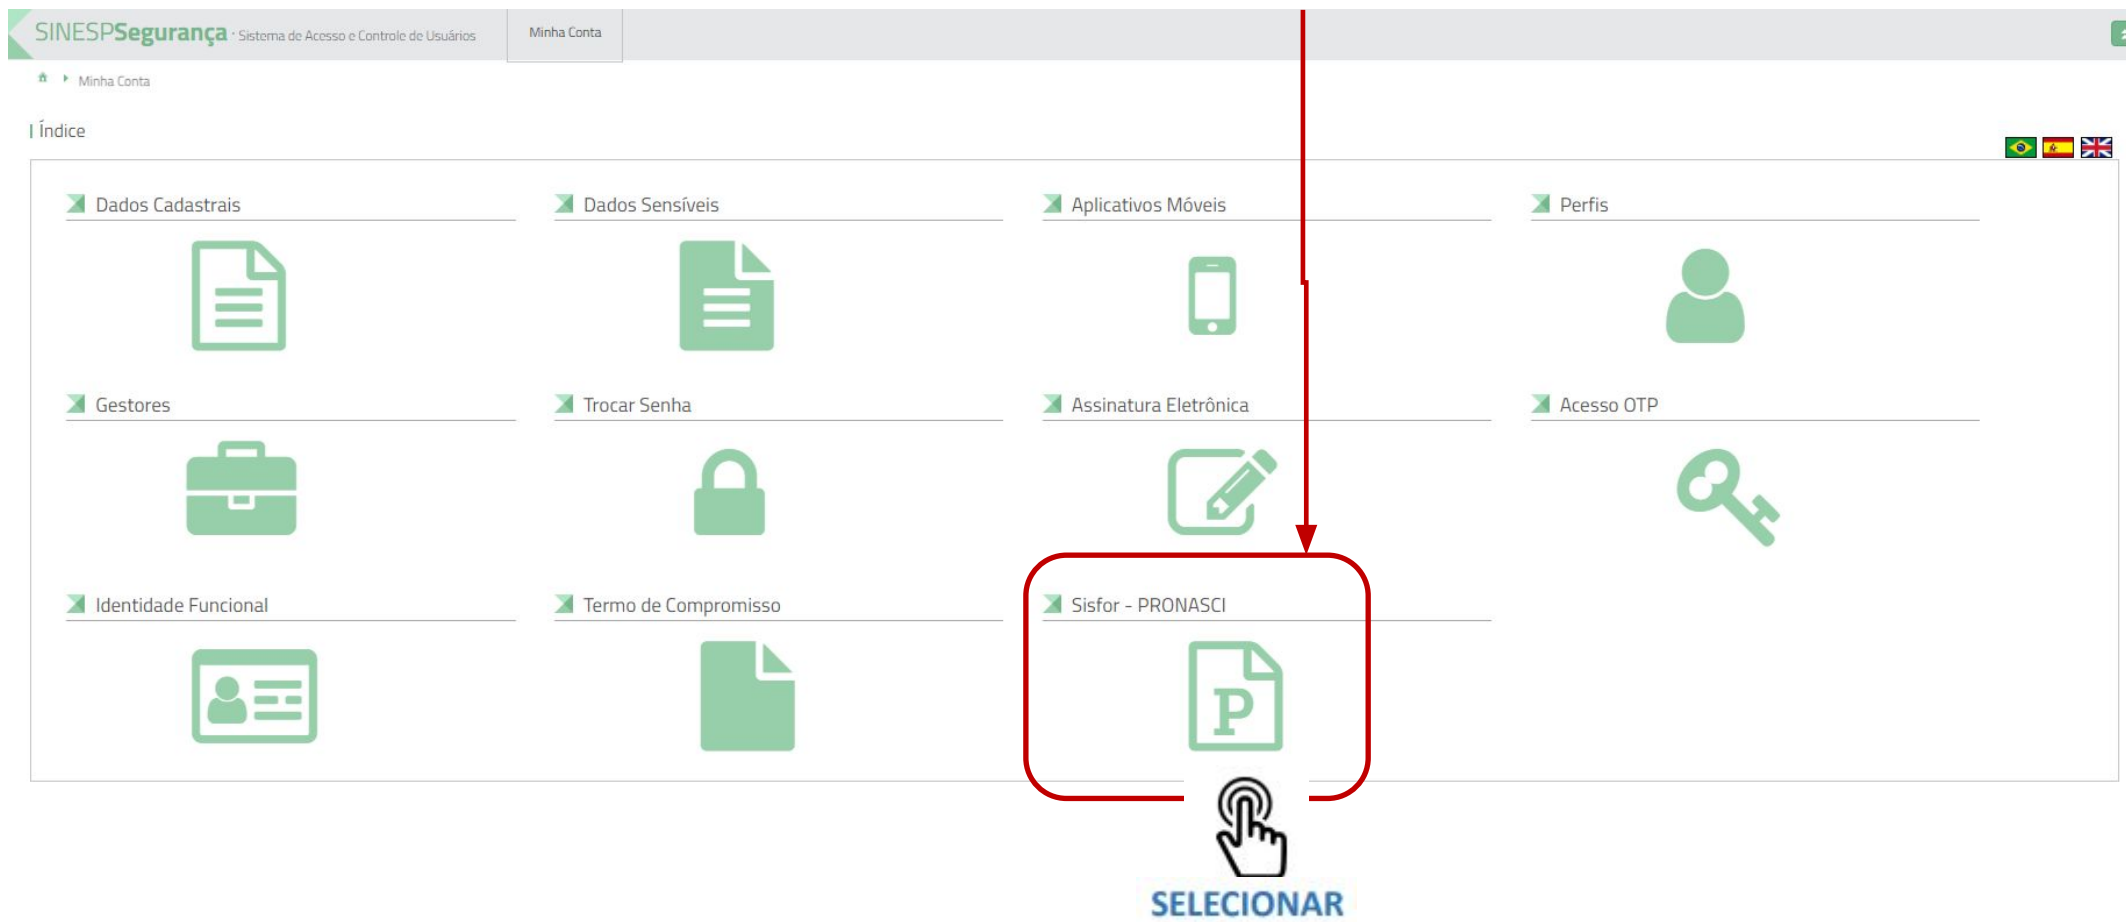 SINESPSegurança · Sistema de Acesso e Controle de Usuários Minha Conta
Minha Conta
Índice
Dados Cadastrais Dados Sensíveis Aplicativos Móveis Perfis
Gestores Trocar Senha Assinatura Eletrônica Acesso OTP
Identidade Funcional Termo de Compromisso Sisfor - PRONASCI
P
SELECIONAR